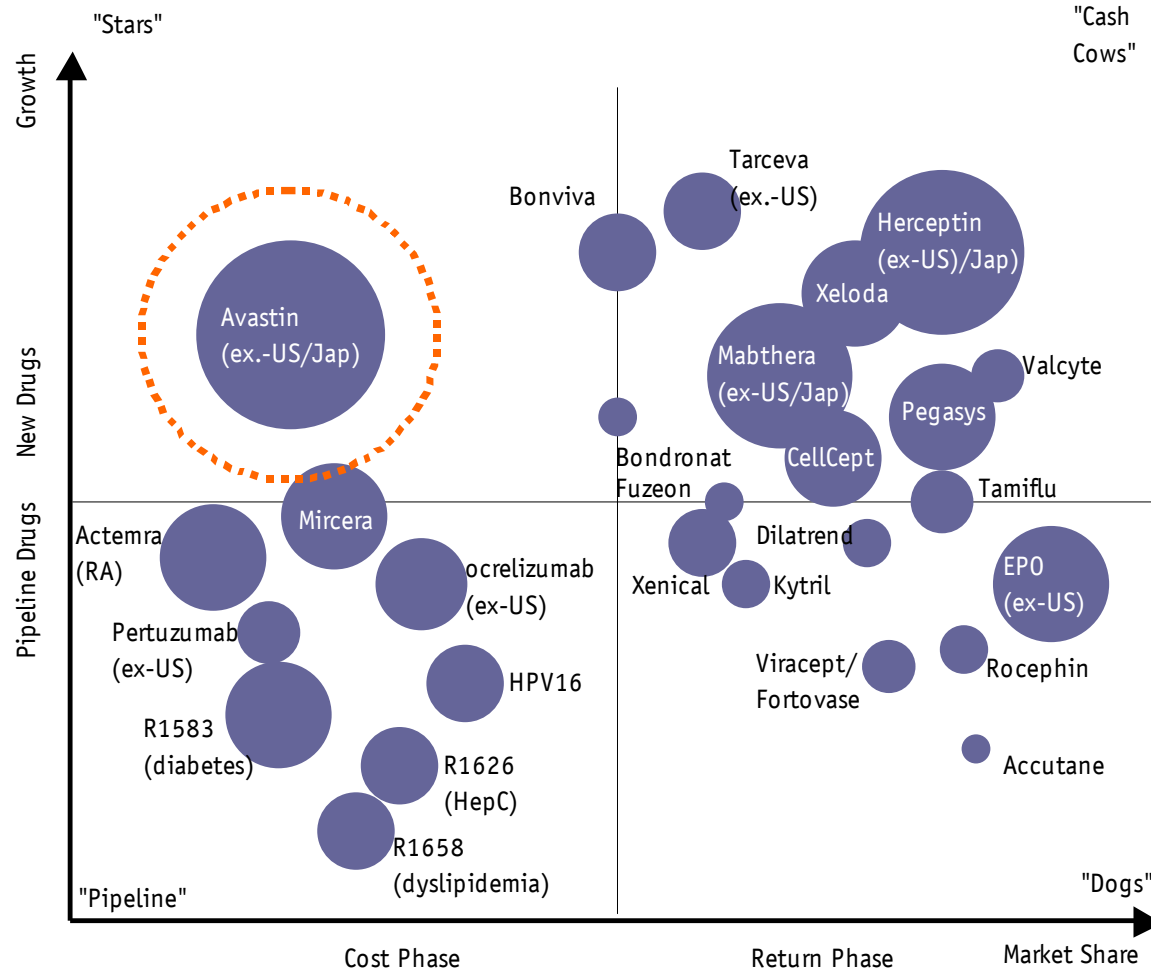 "Stars"
"Cash
Cows"
Growth
Tarceva
(ex.-US)
Bonviva
Herceptin
(ex-US)/Jap)
Xeloda
Avastin
(ex.-US/Jap)
Mabthera
(ex-US/Jap)
Valcyte
Pegasys
New Drugs
CellCept
Bondronat
Fuzeon
Tamiflu
Mircera
Actemra
(RA)
Dilatrend
ocrelizumab
(ex-US)
Xenical
Kytril
EPO
(ex-US)
Pipeline Drugs
Pertuzumab
(ex-US)
HPV16
Viracept/
Fortovase
Rocephin
R1583
(diabetes)
R1626
(HepC)
Accutane
R1658
(dyslipidemia)
"Pipeline"
"Dogs"
Cost Phase
Return Phase
Market Share